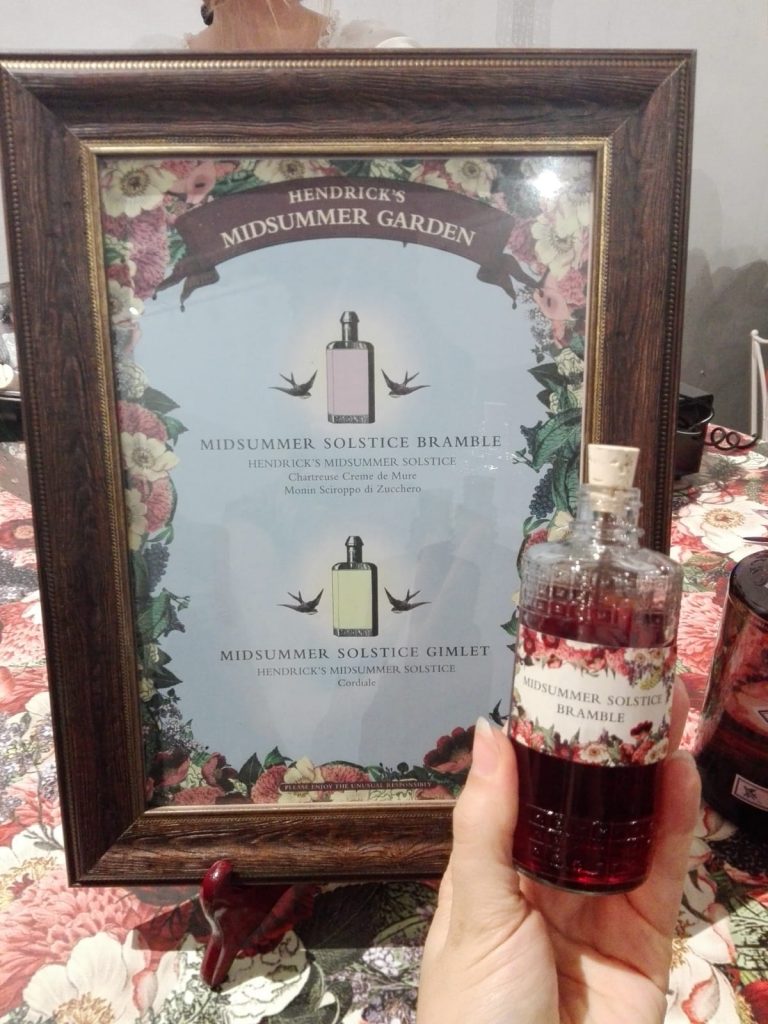 HENDRICK'S
MIDSUMMER GARDEN
MIDSUMMER SOLSTICE BRAMBLE
HENDRICK'S MIDSUMMER SOLSTICE
Chartreuse Creme de Mure
Monin Sciroppo di Zucchero
MIDSUMMER SOLSTICE GIMLET
HENDRICK'S MIDSUMMER SOLSTICE
Cordiale
PLEASE ENJOY THE UNUSUAL RESPONSIBLY
MIDSUMMER SOLSTICE
BRAMBLE